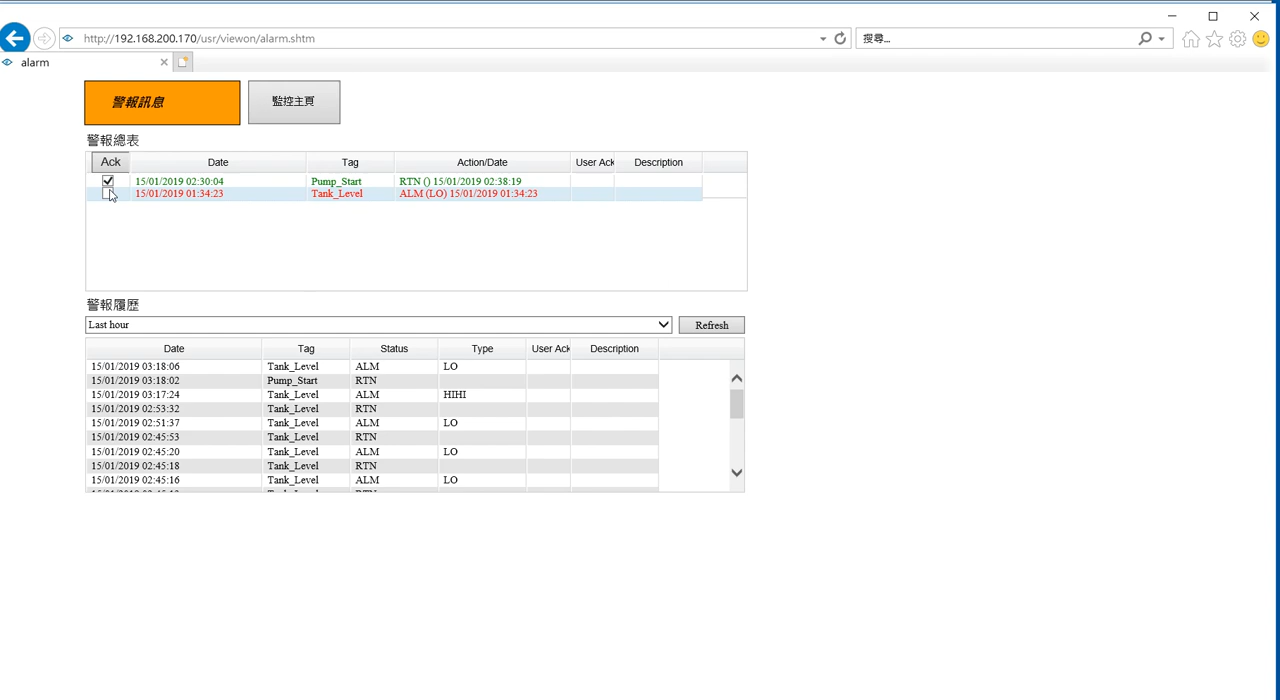 http://192.168.200.170/usr/viewon/alarm.shtm
搜尋...
alarm
警報訊息
監控主頁
警報總表
Ack Date Tag Action/Date User Ack Description
15/01/2019 02:30:04 Pump_Start RTN () 15/01/2019 02:38:19
15/01/2019 01:34:23 Tank_Level ALM (LO) 15/01/2019 01:34:23
警報履歷
Last hour
Refresh
Date Tag Status Type User Ack Description
15/01/2019 03:18:06 Tank_Level ALM LO
15/01/2019 03:18:02 Pump_Start RTN
15/01/2019 03:17:24 Tank_Level ALM HIHI
15/01/2019 02:53:32 Tank_Level RTN
15/01/2019 02:51:37 Tank_Level ALM LO
15/01/2019 02:45:53 Tank_Level RTN
15/01/2019 02:45:20 Tank_Level ALM LO
15/01/2019 02:45:18 Tank_Level RTN
15/01/2019 02:45:16 Tank_Level ALM LO